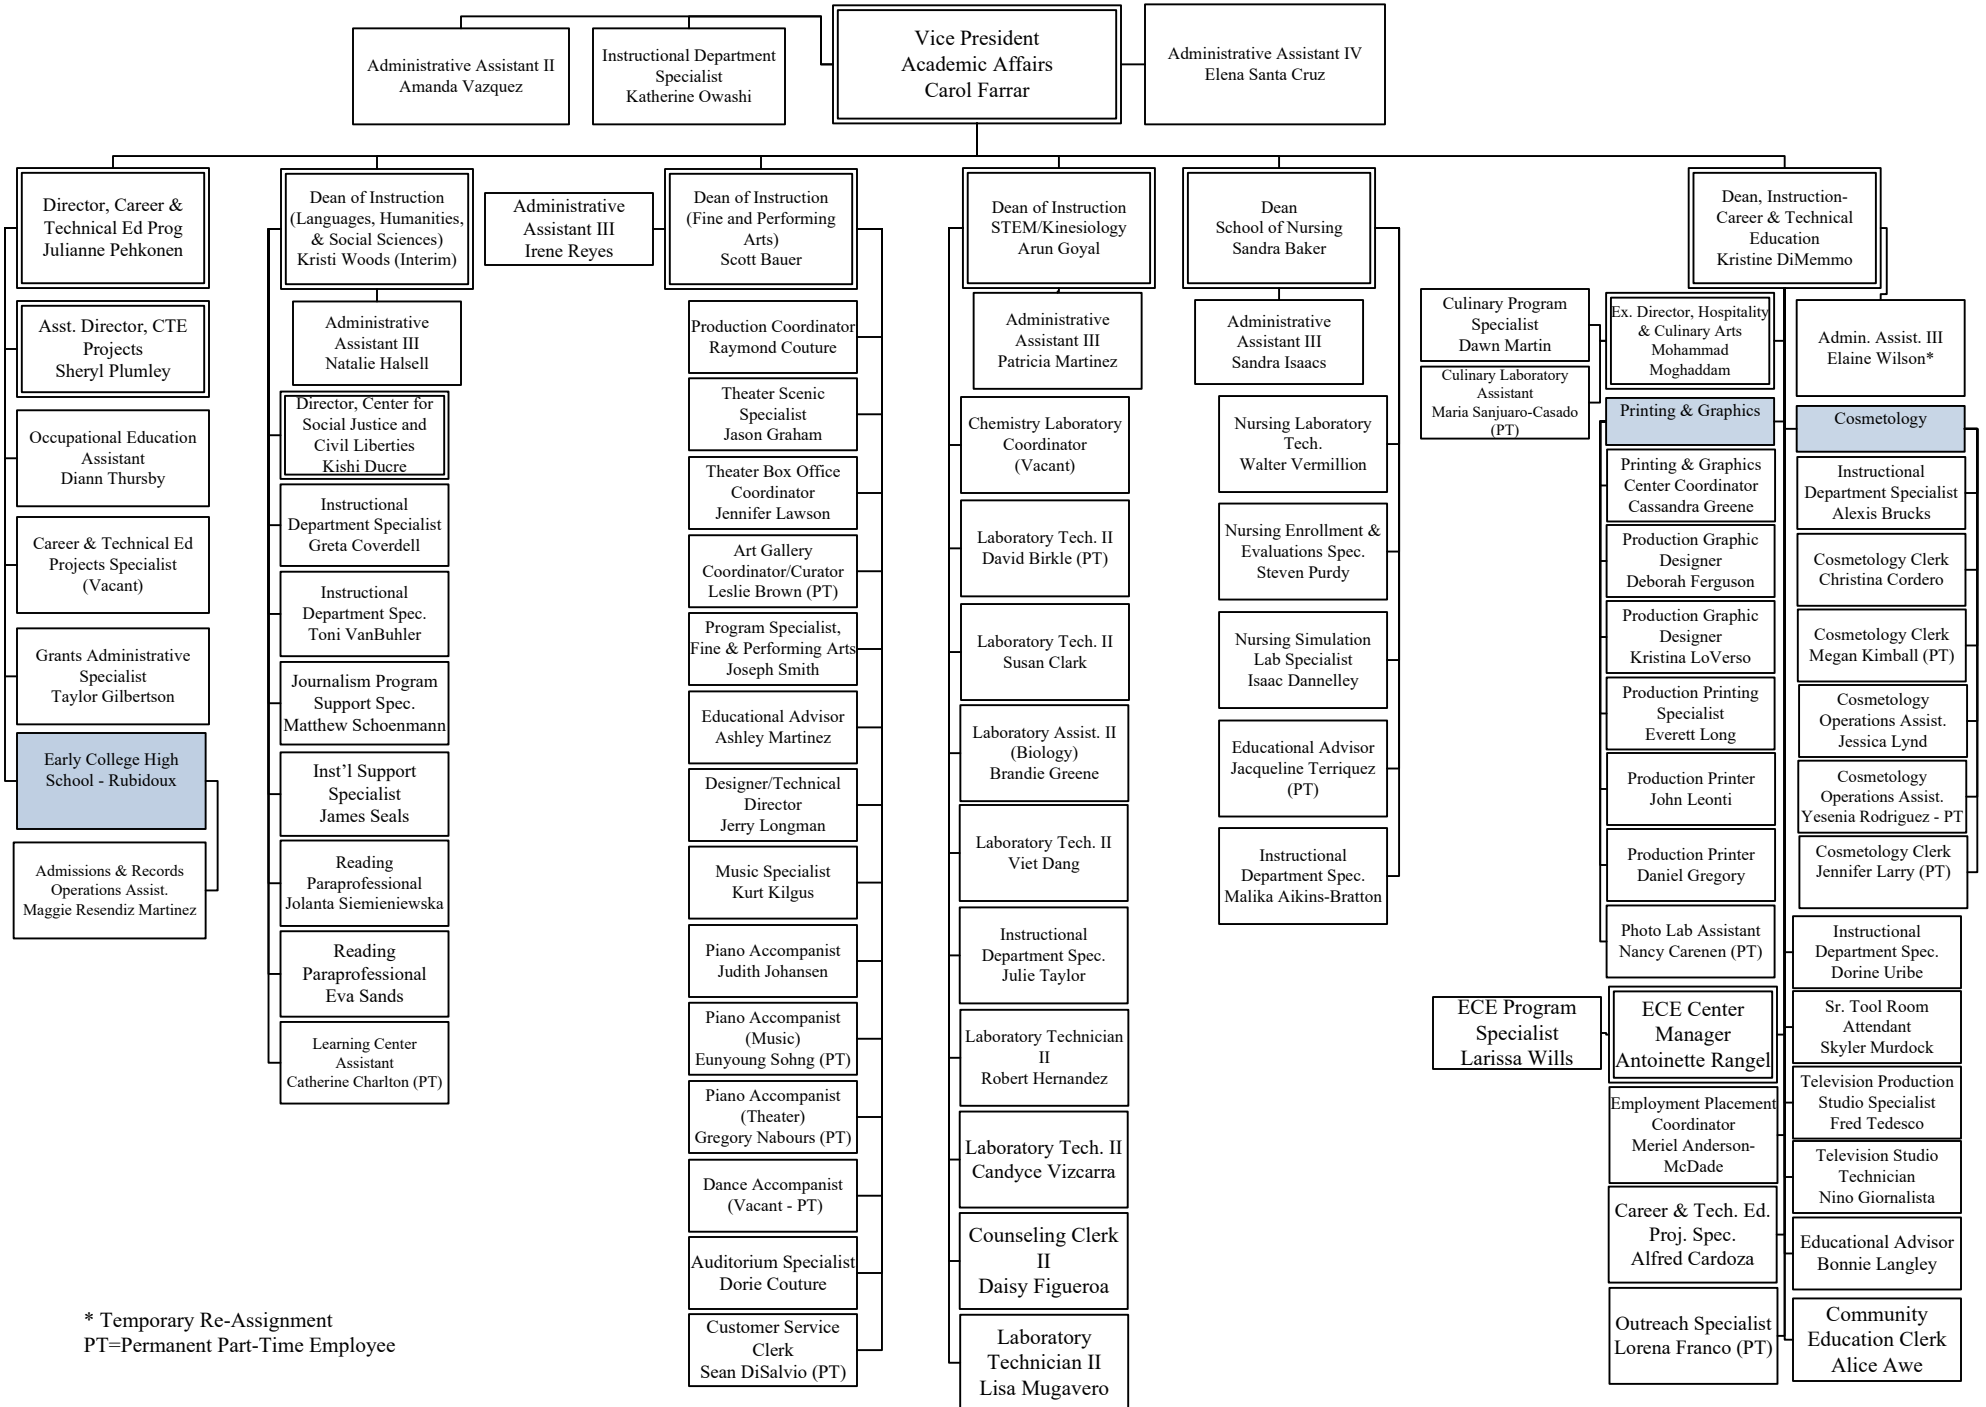 Vice President
Academic Affairs
Carol Farrar
Administrative Assistant II
Amanda Vazquez
Instructional Department
Specialist
Katherine Owashi
Administrative Assistant IV
Elena Santa Cruz
Director, Career &
Technical Ed Prog
Julianne Pehkonen
Asst. Director, CTE
Projects
Sheryl Plumley
Occupational Education
Assistant
Diann Thursby
Career & Technical Ed
Projects Specialist
(Vacant)
Grants Administrative
Specialist
Taylor Gilbertson
Early College High
School - Rubidoux
Admissions & Records
Operations Assist.
Maggie Resendiz Martinez
Dean of Instruction
(Languages, Humanities,
& Social Sciences)
Kristi Woods (Interim)
Administrative
Assistant III
Natalie Halsell
Director, Center for
Social Justice and
Civil Liberties
Kishi Ducre
Instructional
Department Specialist
Greta Coverdell
Instructional
Department Spec.
Toni VanBuhler
Journalism Program
Support Spec.
Matthew Schoenmann
Inst'l Support
Specialist
James Seals
Reading
Paraprofessional
Jolanta Siemieniewska
Reading
Paraprofessional
Eva Sands
Learning Center
Assistant
Catherine Charlton (PT)
Administrative
Assistant III
Irene Reyes
Dean of Instruction
(Fine and Performing
Arts)
Scott Bauer
Production Coordinator
Raymond Couture
Theater Scenic
Specialist
Jason Graham
Theater Box Office
Coordinator
Jennifer Lawson
Art Gallery
Coordinator/Curator
Leslie Brown (PT)
Program Specialist,
Fine & Performing Arts
Joseph Smith
Educational Advisor
Ashley Martinez
Designer/Technical
Director
Jerry Longman
Music Specialist
Kurt Kilgus
Piano Accompanist
Judith Johansen
Piano Accompanist
(Music)
Eunyoung Sohng (PT)
Piano Accompanist
(Theater)
Gregory Nabours (PT)
Dance Accompanist
(Vacant - PT)
Auditorium Specialist
Dorie Couture
Customer Service
Clerk
Sean DiSalvio (PT)
Dean of Instruction
STEM/Kinesiology
Arun Goyal
Administrative
Assistant III
Patricia Martinez
Chemistry Laboratory
Coordinator
(Vacant)
Laboratory Tech. II
David Birkle (PT)
Laboratory Tech. II
Susan Clark
Laboratory Assist. II
(Biology)
Brandie Greene
Laboratory Tech. II
Viet Dang
Instructional
Department Spec.
Julie Taylor
Laboratory Technician
II
Robert Hernandez
Laboratory Tech. II
Candyce Vizcarra
Counseling Clerk
II
Daisy Figueroa
Laboratory
Technician II
Lisa Mugavero
Dean
School of Nursing
Sandra Baker
Administrative
Assistant III
Sandra Isaacs
Nursing Laboratory
Tech.
Walter Vermillion
Nursing Enrollment &
Evaluations Spec.
Steven Purdy
Nursing Simulation
Lab Specialist
Isaac Dannelley
Educational Advisor
Jacqueline Terriquez
(PT)
Instructional
Department Spec.
Malika Aikins-Bratton
Dean, Instruction-
Career & Technical
Education
Kristine DiMemmo
Culinary Program
Specialist
Dawn Martin
Culinary Laboratory
Assistant
Maria Sanjuaro-Casado
(PT)
Ex. Director, Hospitality
& Culinary Arts
Mohammad
Moghaddam
Admin. Assist. III
Elaine Wilson*
Printing & Graphics
Printing & Graphics
Center Coordinator
Cassandra Greene
Production Graphic
Designer
Deborah Ferguson
Production Graphic
Designer
Kristina LoVerso
Production Printing
Specialist
Everett Long
Production Printer
John Leonti
Production Printer
Daniel Gregory
Photo Lab Assistant
Nancy Carenen (PT)
Cosmetology
Instructional
Department Specialist
Alexis Brucks
Cosmetology Clerk
Christina Cordero
Cosmetology Clerk
Megan Kimball (PT)
Cosmetology
Operations Assist.
Jessica Lynd
Cosmetology
Operations Assist.
Yesenia Rodriguez - PT
Cosmetology Clerk
Jennifer Larry (PT)
ECE Program
Specialist
Larissa Wills
ECE Center
Manager
Antoinette Rangel
Employment Placement
Coordinator
Meriel Anderson-
McDade
Career & Tech. Ed.
Proj. Spec.
Alfred Cardoza
Outreach Specialist
Lorena Franco (PT)
Instructional
Department Spec.
Dorine Uribe
Sr. Tool Room
Attendant
Skyler Murdock
Television Production
Studio Specialist
Fred Tedesco
Television Studio
Technician
Nino Giornalista
Educational Advisor
Bonnie Langley
Community
Education Clerk
Alice Awe
* Temporary Re-Assignment
PT=Permanent Part-Time Employee